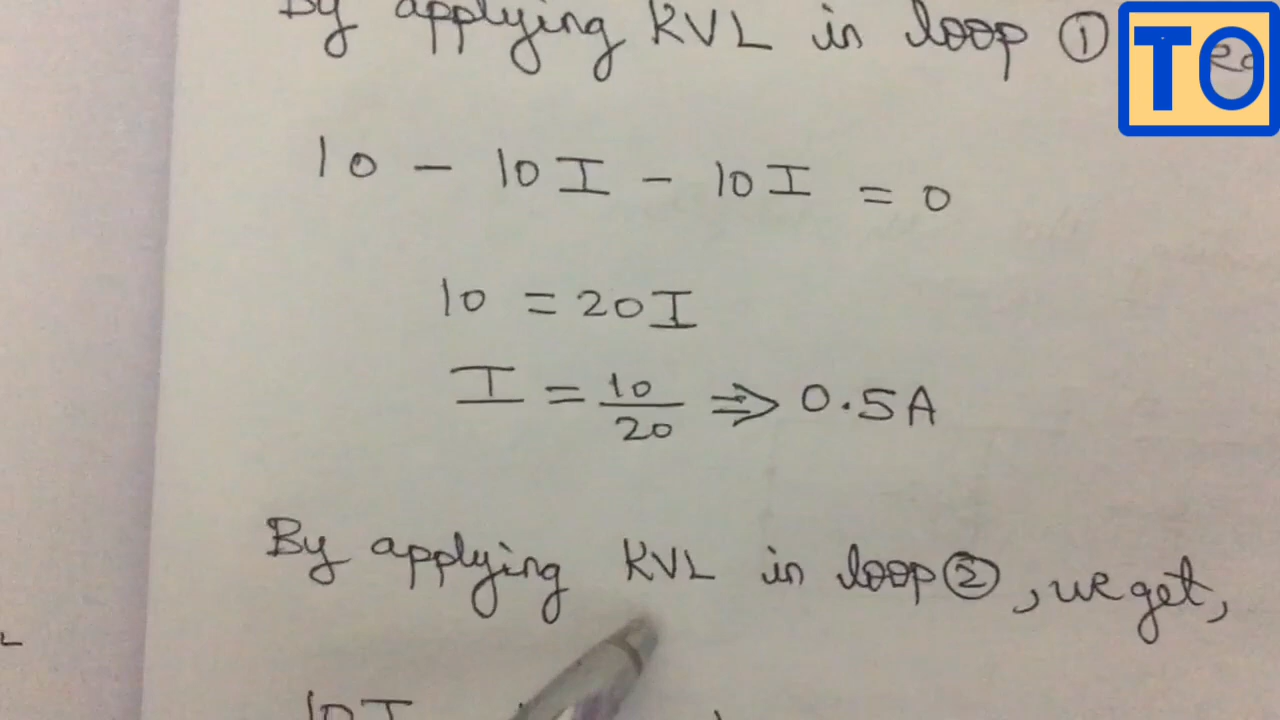 By applying KVL in loop ①
TO
10 - 10I - 10I = 0
10 = 20I
I = 10/20 ⇒ 0.5A
By applying KVL in loop ②, we get,
10I